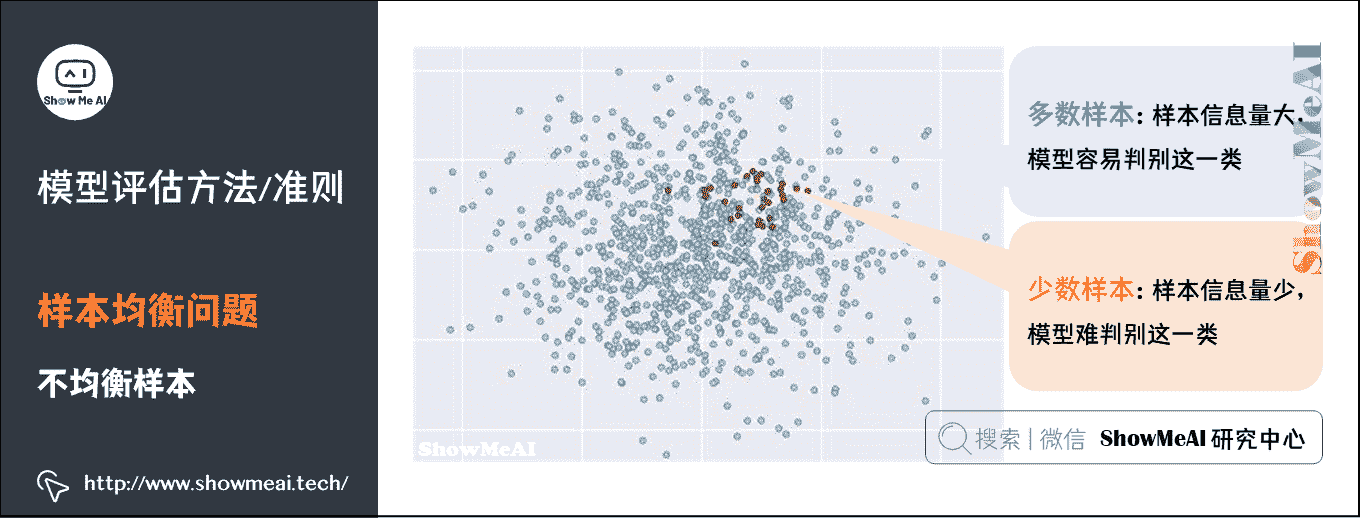 AI
Show Me AI
模型评估方法/准则
样本均衡问题
不均衡样本
http://www.showmeai.tech/
ShowMeAI
多数样本：样本信息量大，
模型容易判别这一类
少数样本：样本信息量少，
模型难判别这一类
ShowMeAI
搜索|微信 ShowMeAI 研究中心